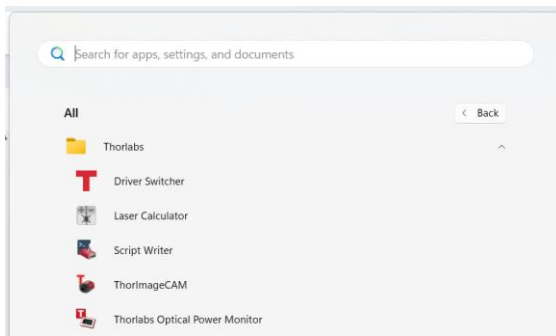 Search for apps, settings, and documents
All
Back
Thorlabs
Driver Switcher
Laser Calculator
Script Writer
ThorImageCAM
Thorlabs Optical Power Monitor